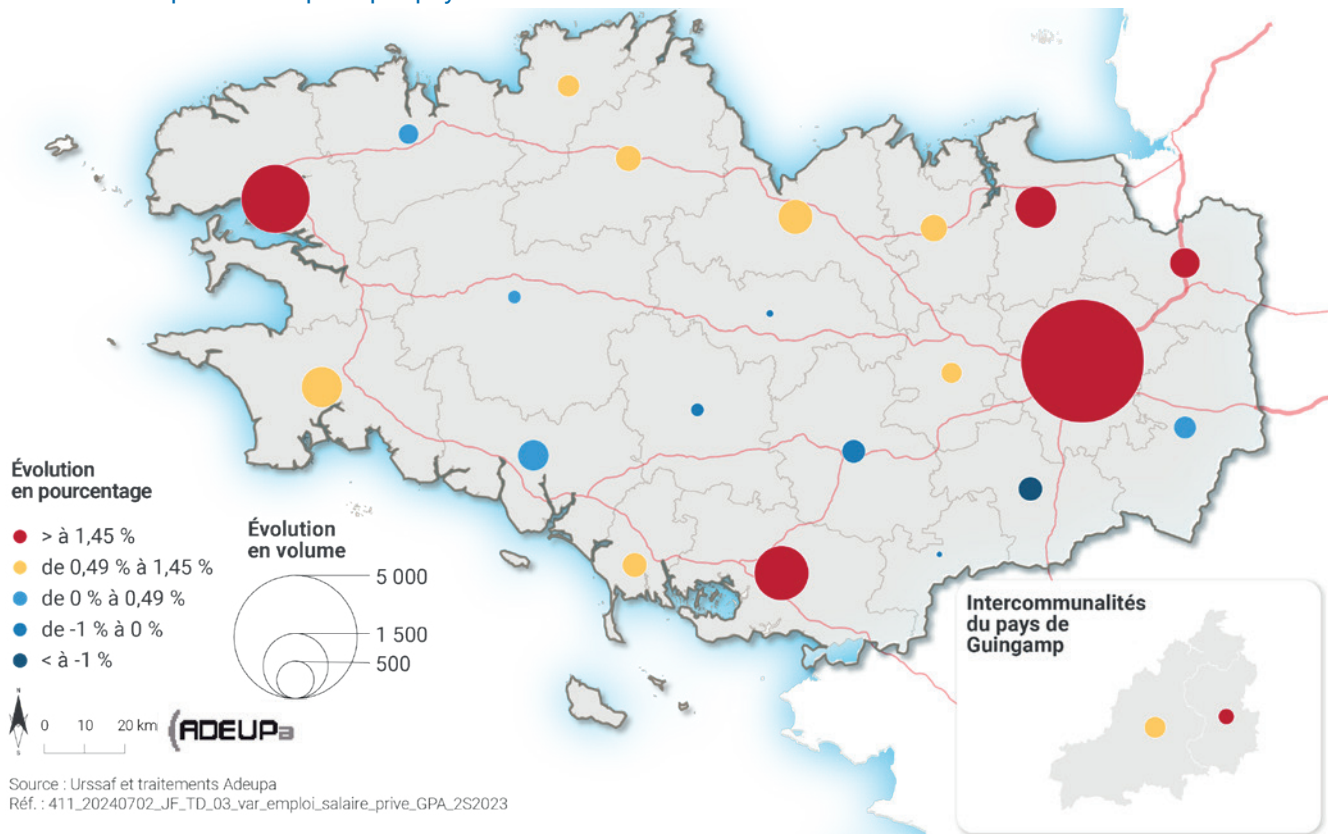 Évolution
en pourcentage
> à 1,45 %
de 0,49 % à 1,45 %
de 0 % à 0,49 %
de -1 % à 0 %
< à -1 %
Évolution
en volume
5 000
1 500
500
N
S
0 10 20 km
ADEUPa
Source : Urssaf et traitements Adeupa
Réf. : 411_20240702_JF_TD_03_var_emploi_salaire_prive_GPA_2S2023
Intercommunalités
du pays de
Guingamp